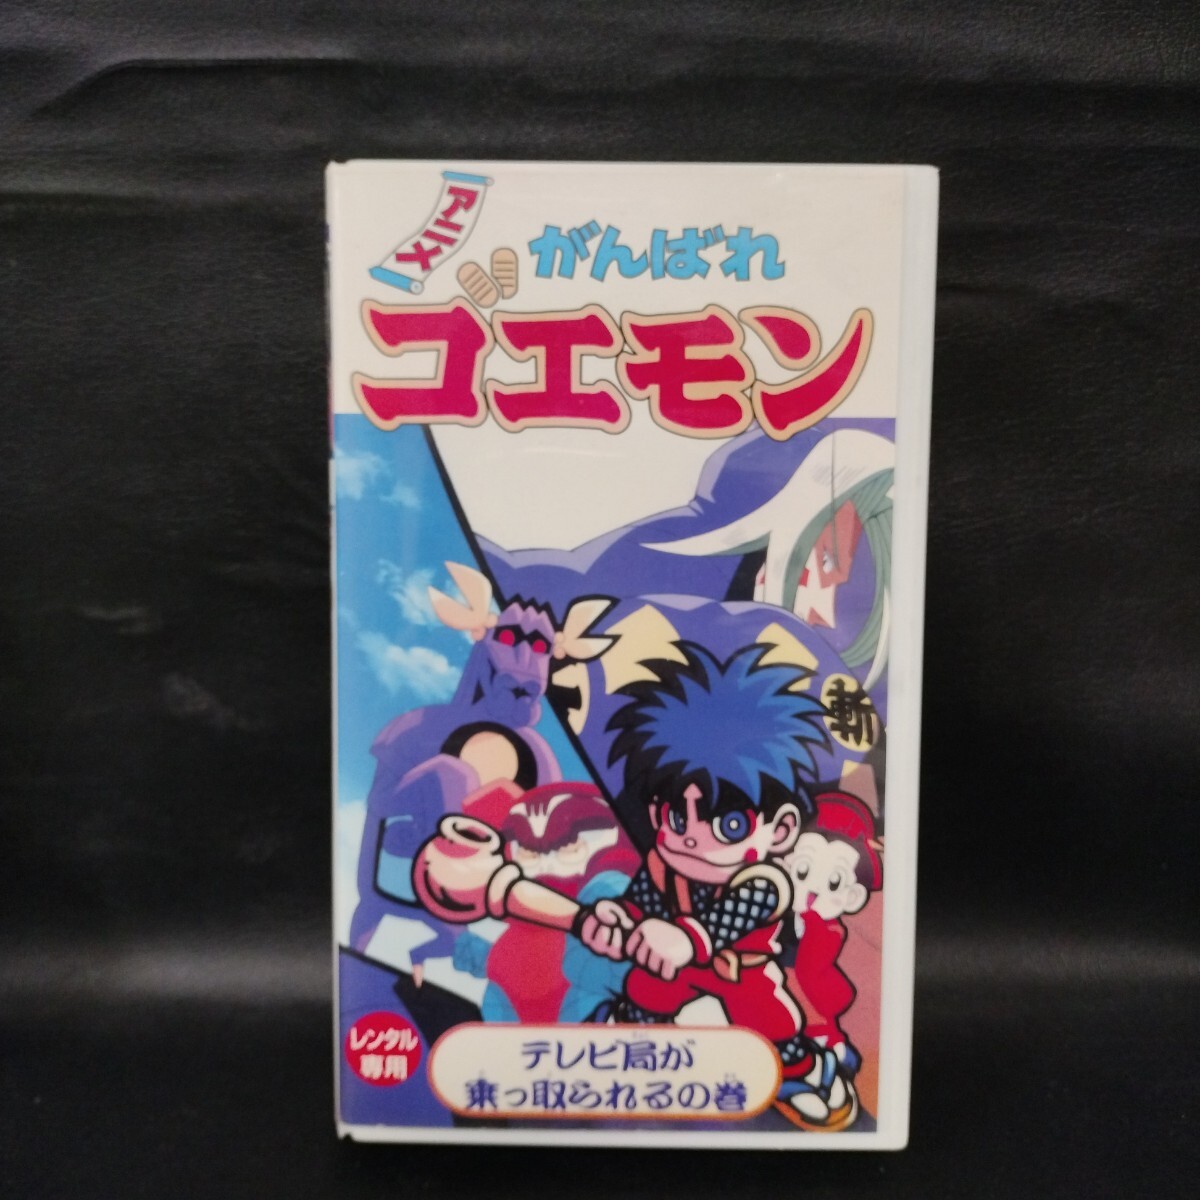 アニメ
がんばれ
ゴエモン
斬
レンタル
専用
テレビ局が
乗っ取られるの巻